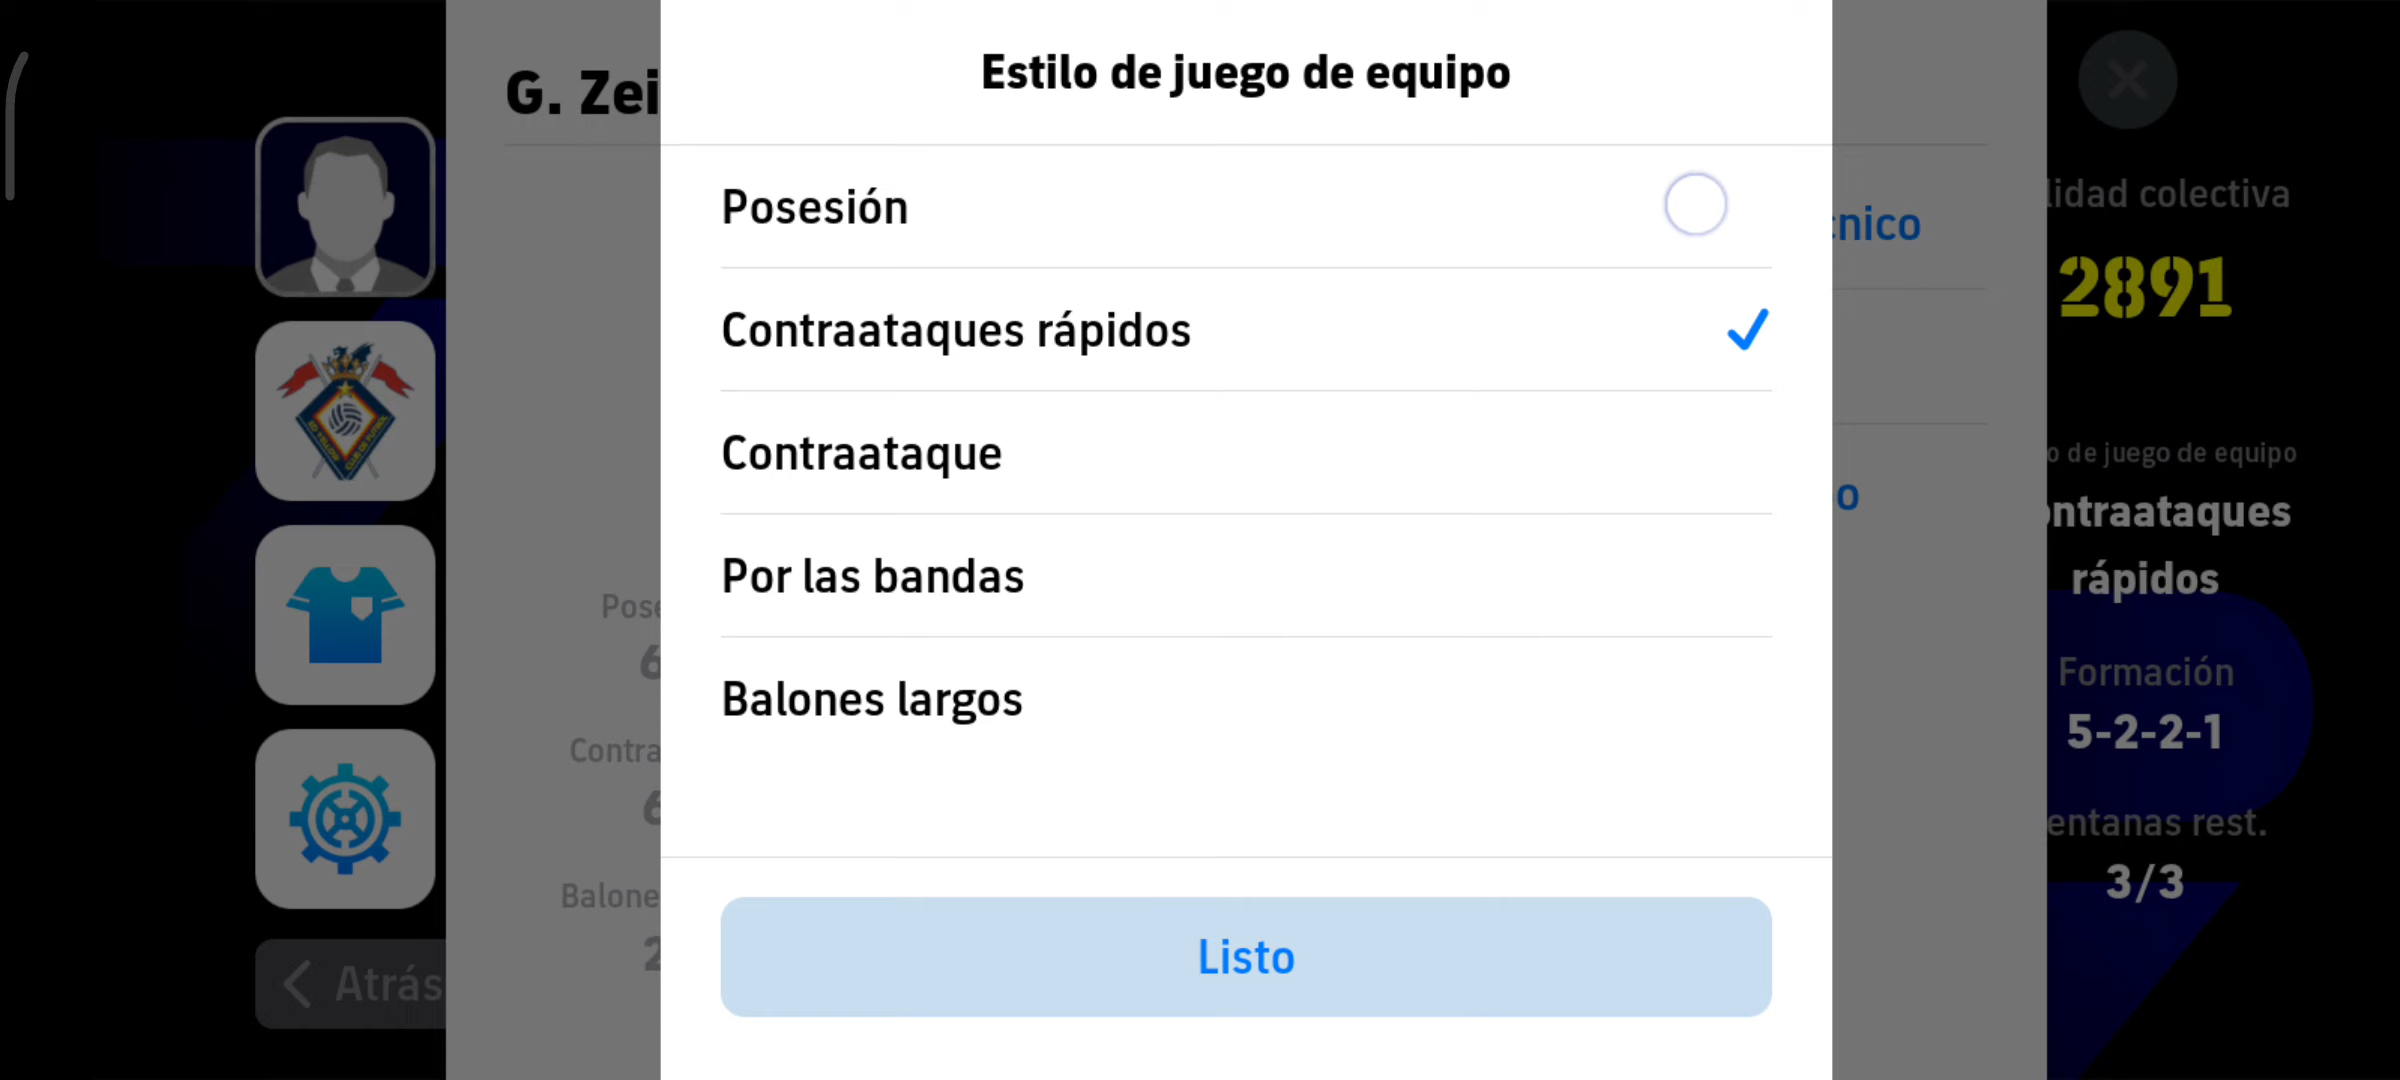 G. Zei
Estilo de juego de equipo
Posesión
Contraataques rápidos
Contraataque
Por las bandas
Balones largos
Listo
cnico
o
Pose
6
Contra
6
Balone
2
Atrás
lidad colectiva
2891
o de juego de equipo
ontraataques
rápidos
Formación
5-2-2-1
entanas rest.
3/3